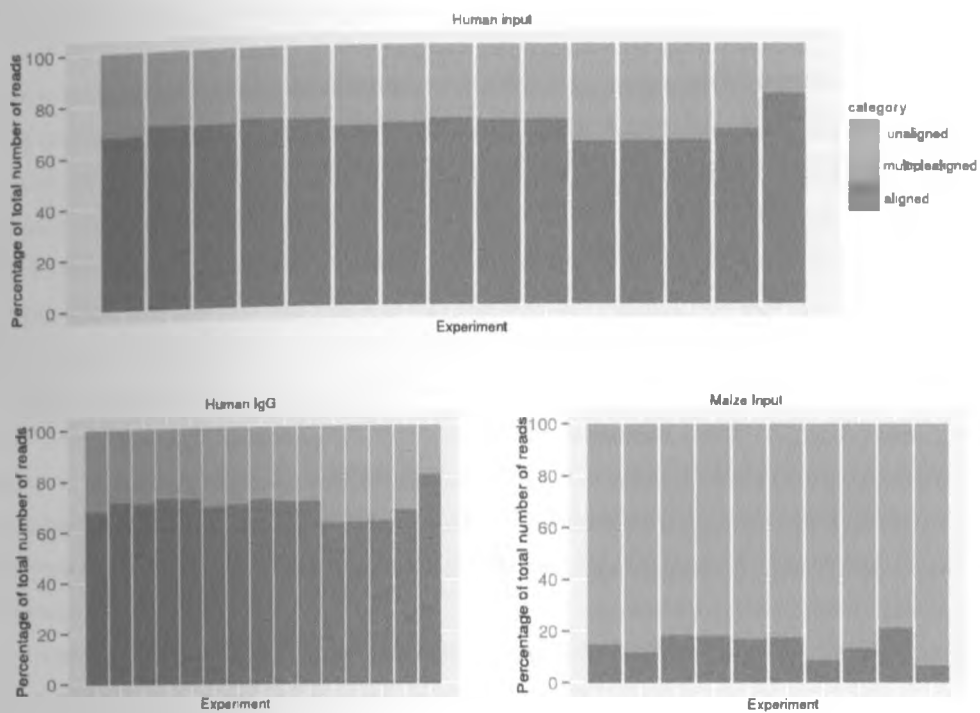 Human input
Percentage of total number of reads
100
80
60
40
20
0
Experiment
category
unaligned
aligned
Human IgG
Percentage of total number of reads
100
80
60
40
20
0
Experiment
Maize Input
Percentage of total number of reads
100
80
60
40
20
0
Experiment